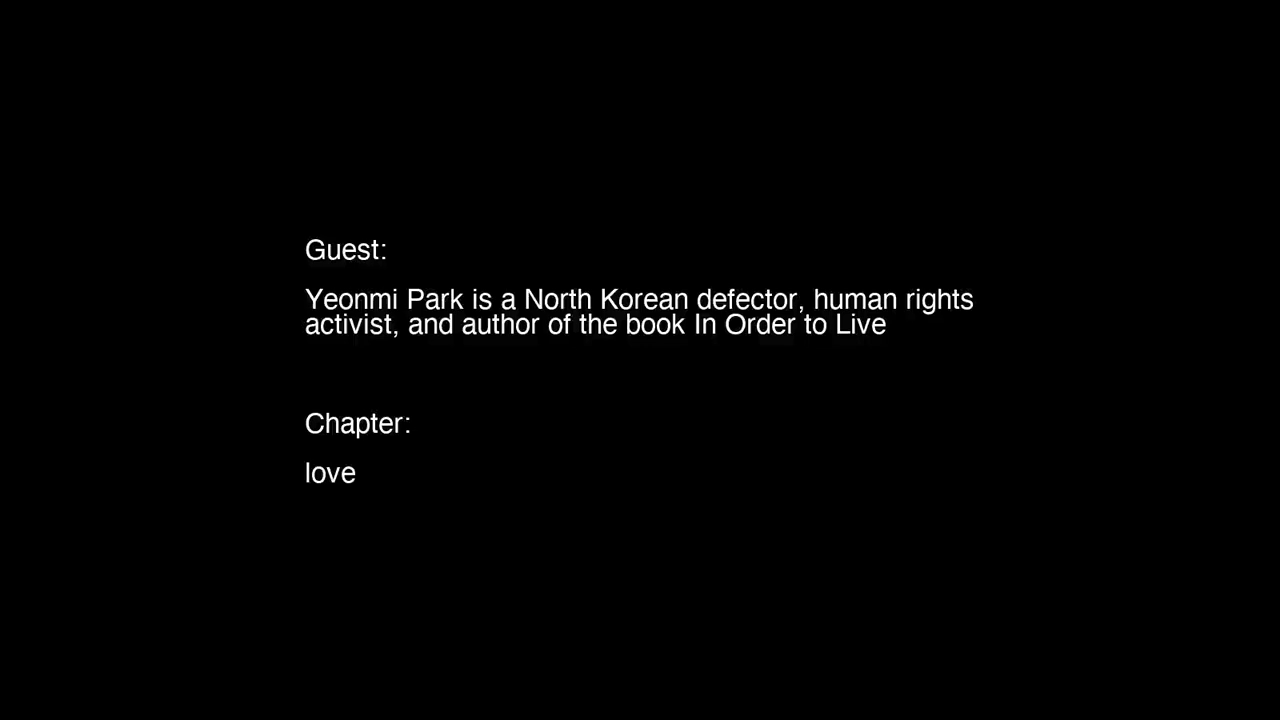 Guest:
Yeonmi Park is a North Korean defector, human rights
activist, and author of the book In Order to Live
Chapter:
love